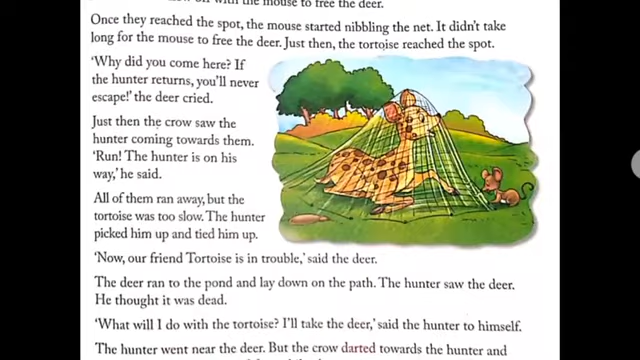 with the mouse to free the deer.
Once they reached the spot, the mouse started nibbling the net. It didn't take
long for the mouse to free the deer. Just then, the tortoise reached the spot.
'Why did you come here? If
the hunter returns, you'll never
escape!' the deer cried.
Just then the crow saw the
hunter coming towards them.
'Run! The hunter is on his
way,' he said.
All of them ran away, but the
tortoise was too slow. The hunter
picked him up and tied him up.
'Now, our friend Tortoise is in trouble,' said the deer.
The deer ran to the pond and lay down on the path. The hunter saw the deer.
He thought it was dead.
'What will I do with the tortoise? I'll take the deer,' said the hunter to himself.
The hunter went near the deer. But the crow darted towards the hunter and